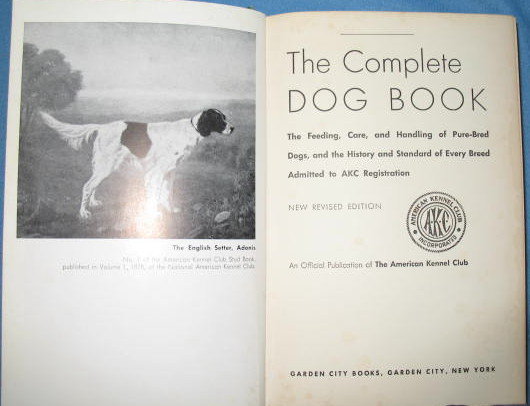 The English Setter, Adonis
No. 1 of the American Kennel Club Stud Book,
published in Volume 1, 1878, of the National American Kennel Club
The Complete
DOG BOOK
The Feeding, Care, and Handling of Pure-Bred
Dogs, and the History and Standard of Every Breed
Admitted to AKC Registration
NEW REVISED EDITION
AMERICAN KENNEL CLUB
AKC
INCORPORATED
An Official Publication of The American Kennel Club
GARDEN CITY BOOKS, GARDEN CITY, NEW YORK